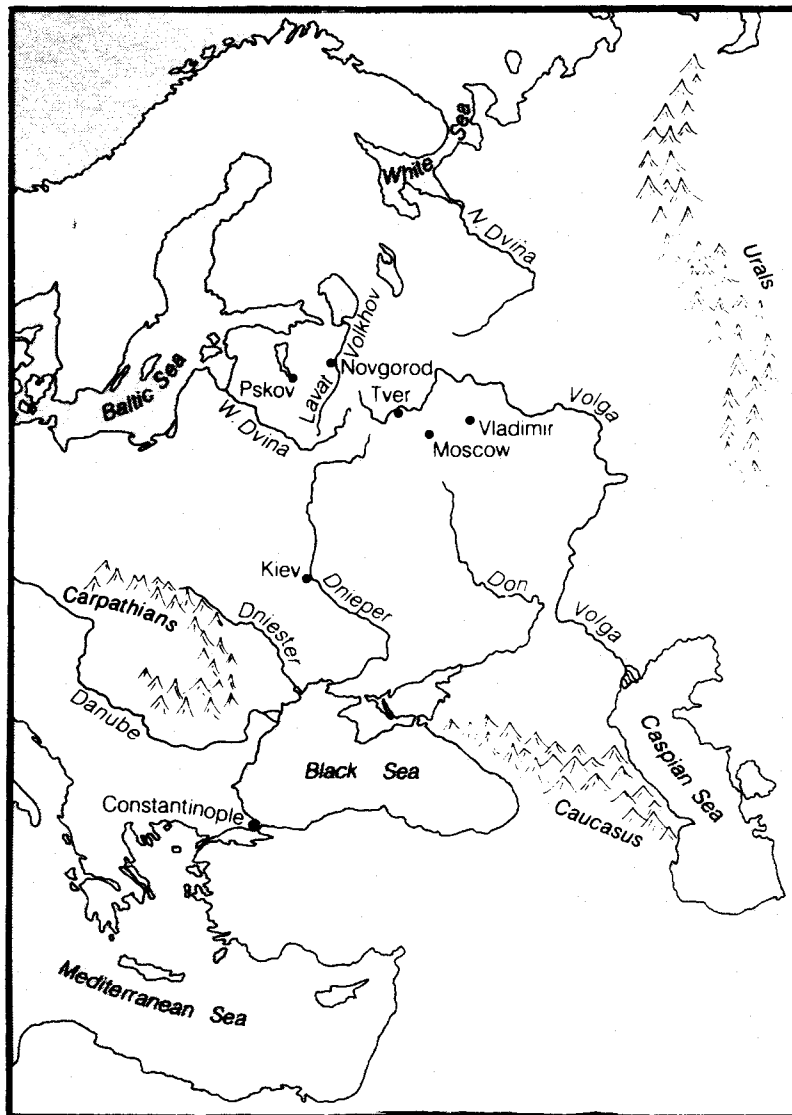 White Sea
N. Dvina
Urals
Volkhov
Novgorod
Pskov
Lavat
Tver
Baltic Sea
W. Dvina
Volga
Vladimir
Moscow
Kiev
Dnieper
Don
Carpathians
Dniester
Volga
Danube
Black Sea
Caspian Sea
Constantinople
Caucasus
Mediterranean Sea